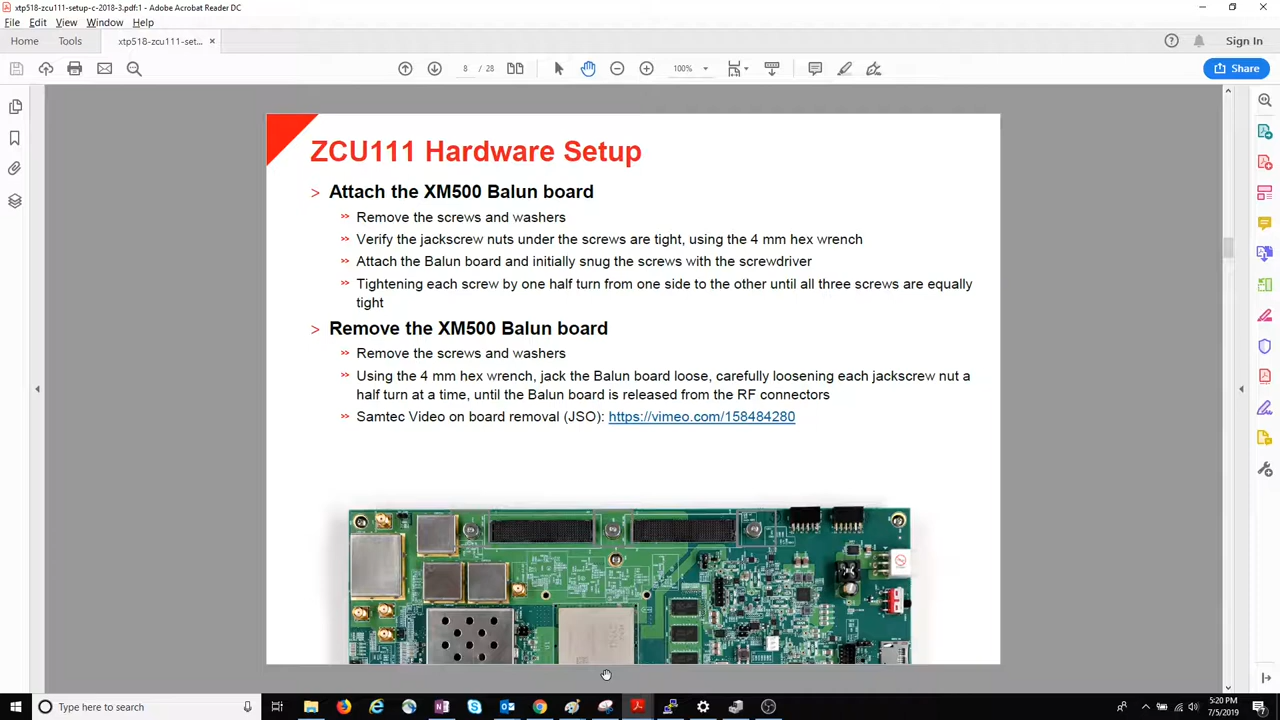 xtp518-zcu111-setup-c-2018-3.pdf:1 - Adobe Acrobat Reader DC
File Edit View Window Help
Home Tools xtp518-zcu111-set... × Sign In
8 / 28 100% Share
ZCU111 Hardware Setup
> Attach the XM500 Balun board
>> Remove the screws and washers
>> Verify the jackscrew nuts under the screws are tight, using the 4 mm hex wrench
>> Attach the Balun board and initially snug the screws with the screwdriver
>> Tightening each screw by one half turn from one side to the other until all three screws are equally
tight
> Remove the XM500 Balun board
>> Remove the screws and washers
>> Using the 4 mm hex wrench, jack the Balun board loose, carefully loosening each jackscrew nut a
half turn at a time, until the Balun board is released from the RF connectors
>> Samtec Video on board removal (JSO): https://vimeo.com/158484280
Type here to search
5:20 PM
7/5/2019